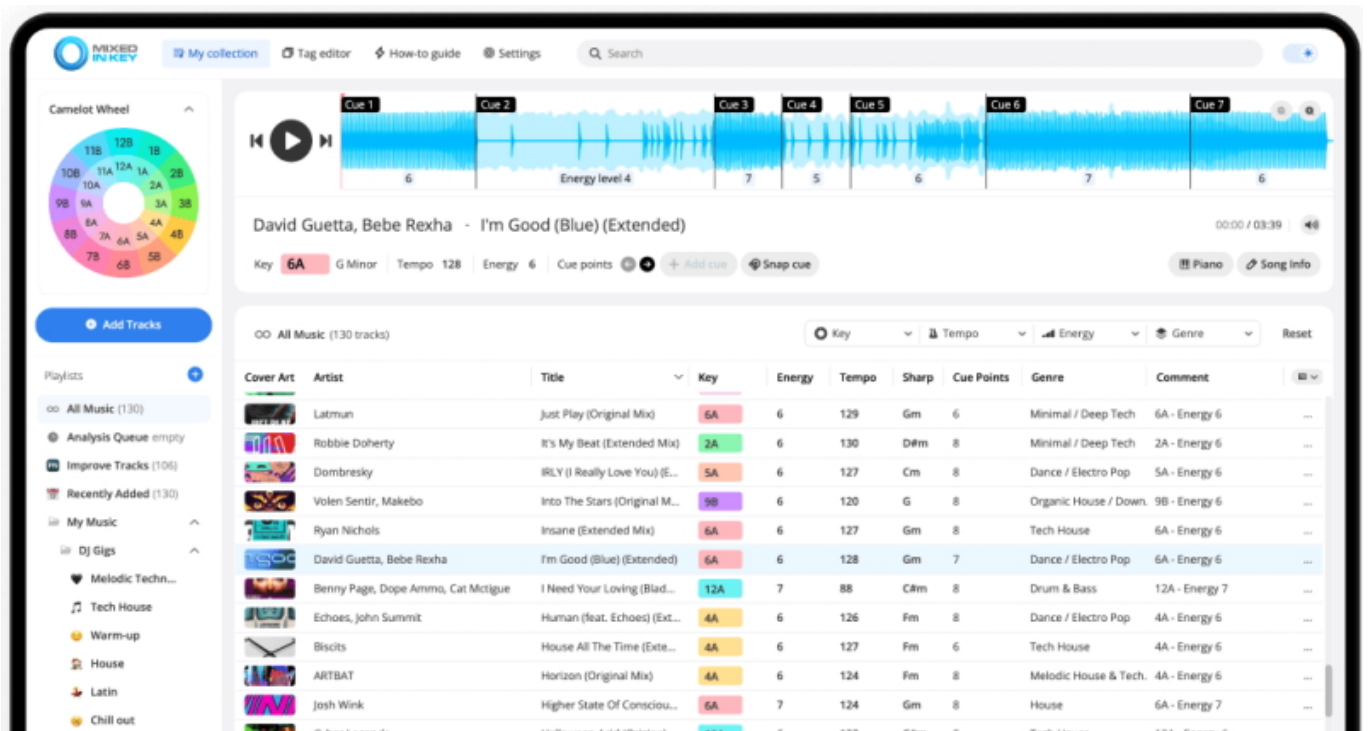 MIXED
IN KEY
My collection
Tag editor
How-to guide
Settings
Search
Camelot Wheel
12B
11B
1B
12A
11A
1A
10B
2B
10A
2A
9B
9A
3A
3B
8A
4A
8B
7A
6A
5A
4B
7B
6B
5B
Cue 1
Cue 2
Cue 3
Cue 4
Cue 5
Cue 6
Cue 7
6
Energy level 4
7
5
6
7
6
David Guetta, Bebe Rexha - I'm Good (Blue) (Extended)
00:00 / 03:39
Key 6A G Minor Tempo 128 Energy 6 Cue points + Add cue Snap cue
Piano
Song Info
Add Tracks
Playlists
All Music (130)
Analysis Queue empty
Improve Tracks (106)
Recently Added (130)
My Music
DJ Gigs
Melodic Techn...
Tech House
Warm-up
House
Latin
Chill out
All Music (130 tracks)
Key
Tempo
Energy
Genre
Reset
Cover Art Artist Title Key Energy Tempo Sharp Cue Points Genre Comment
Latmun Just Play (Original Mix) 6A 6 129 Gm 6 Minimal / Deep Tech 6A - Energy 6 ...
Robbie Doherty It's My Beat (Extended Mix) 2A 6 130 D#m 8 Minimal / Deep Tech 2A - Energy 6 ...
Dombresky IRLY (I Really Love You) (E... 5A 6 127 Cm 8 Dance / Electro Pop 5A - Energy 6 ...
Volen Sentir, Makebo Into The Stars (Original M... 9B 6 120 G 8 Organic House / Down. 9B - Energy 6 ...
Ryan Nichols Insane (Extended Mix) 6A 6 127 Gm 8 Tech House 6A - Energy 6 ...
David Guetta, Bebe Rexha I'm Good (Blue) (Extended) 6A 6 128 Gm 7 Dance / Electro Pop 6A - Energy 6 ...
Benny Page, Dope Ammo, Cat Mctigue I Need Your Loving (Blad... 12A 7 88 C#m 8 Drum & Bass 12A - Energy 7 ...
Echoes, John Summit Human (feat. Echoes) (Ext... 4A 6 126 Fm 8 Dance / Electro Pop 4A - Energy 6 ...
Biscits House All The Time (Exte... 4A 6 127 Fm 6 Tech House 4A - Energy 6 ...
ARTBAT Horizon (Original Mix) 4A 6 124 Fm 8 Melodic House & Tech. 4A - Energy 6 ...
Josh Wink Higher State Of Consciou... 6A 7 124 Gm 8 House 6A - Energy 7 ...